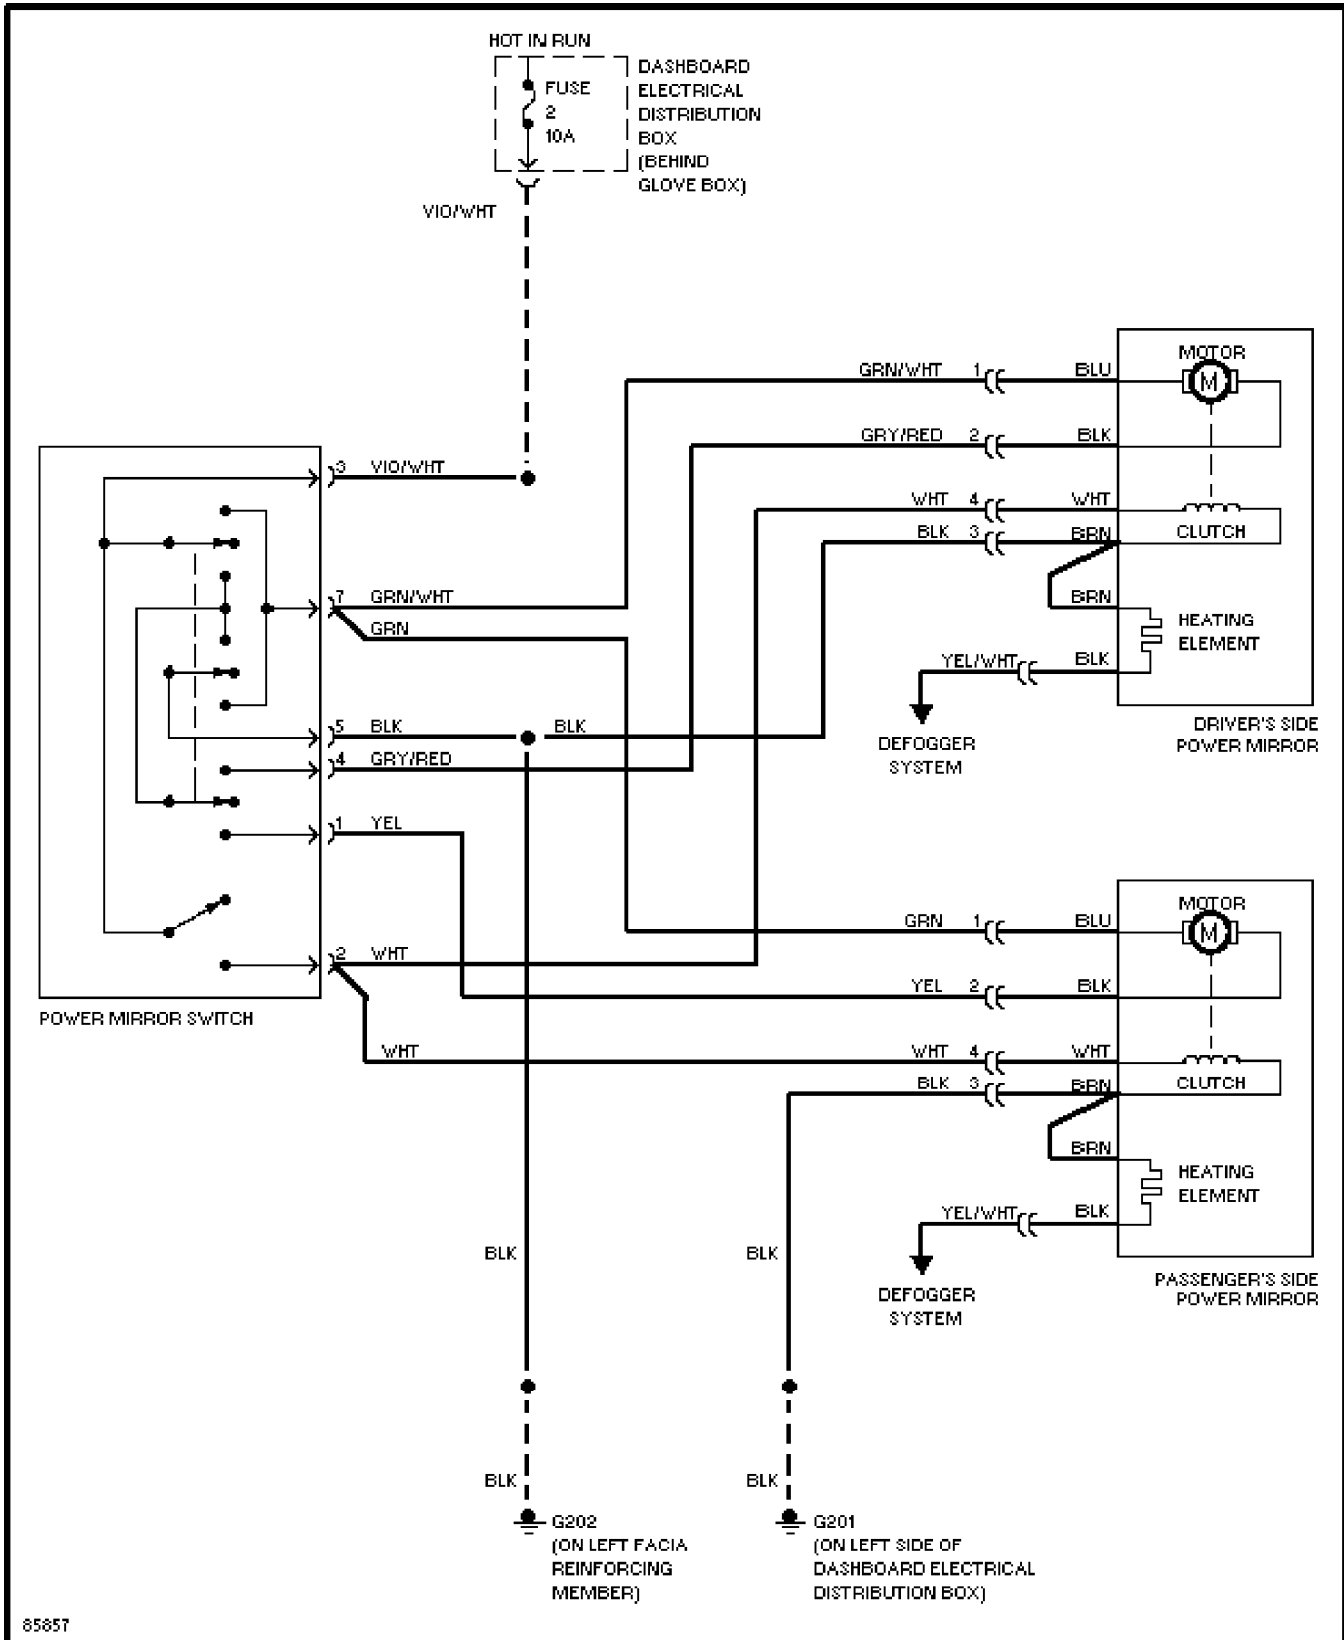 HOT IN RUN
FUSE
2
10A
DASHBOARD
ELECTRICAL
DISTRIBUTION
BOX
(BEHIND
GLOVE BOX)
VIO/WHT
MOTOR
M
GRN/WHT 1 BLU
GRY/RED 2 BLK
3 VIO/WHT
WHT 4 WHT
BLK 3 BRN
CLUTCH
7 GRN/WHT
GRN
BRN
HEATING
ELEMENT
YEL/WHT BLK
DRIVER'S SIDE
POWER MIRROR
DEFOGGER
SYSTEM
5 BLK
BLK
4 GRY/RED
1 YEL
MOTOR
M
GRN 1 BLU
2 WHT
YEL 2 BLK
POWER MIRROR SWITCH
WHT
WHT 4 WHT
BLK 3 BRN
CLUTCH
BRN
HEATING
ELEMENT
YEL/WHT BLK
BLK
BLK
PASSENGER'S SIDE
POWER MIRROR
DEFOGGER
SYSTEM
BLK
BLK
G202
(ON LEFT FACIA
REINFORCING
MEMBER)
G201
(ON LEFT SIDE OF
DASHBOARD ELECTRICAL
DISTRIBUTION BOX)
85857